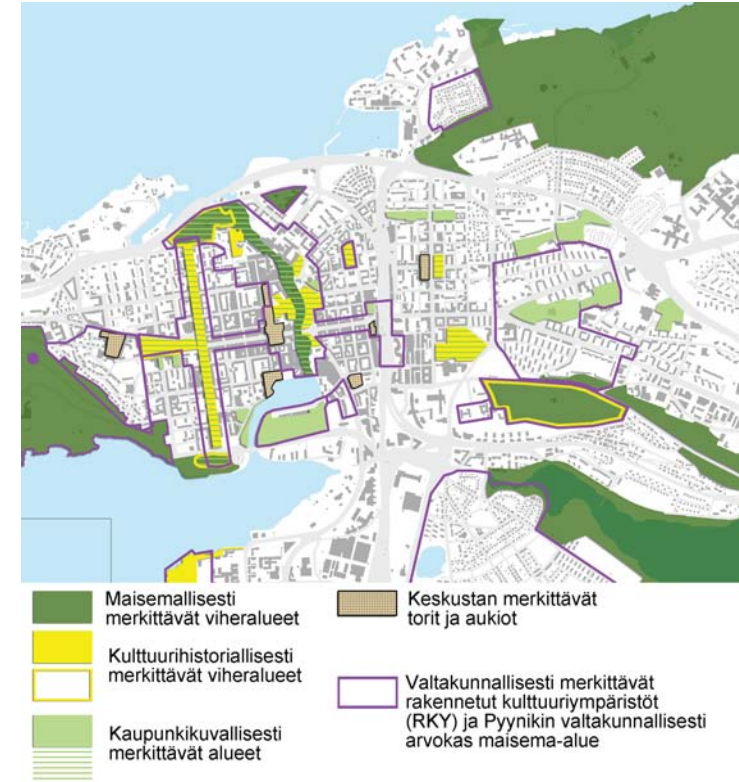 Maisemallisesti
merkittävät viheralueet
Kulttuurihistoriallisesti
merkittävät viheralueet
Kaupunkikuvallisesti
merkittävät alueet
Keskustan merkittävät
torit ja aukiot
Valtakunnallisesti merkittävät
rakennetut kulttuuriympäristöt
(RKY) ja Pyynikin valtakunnallisesti
arvokas maisema-alue